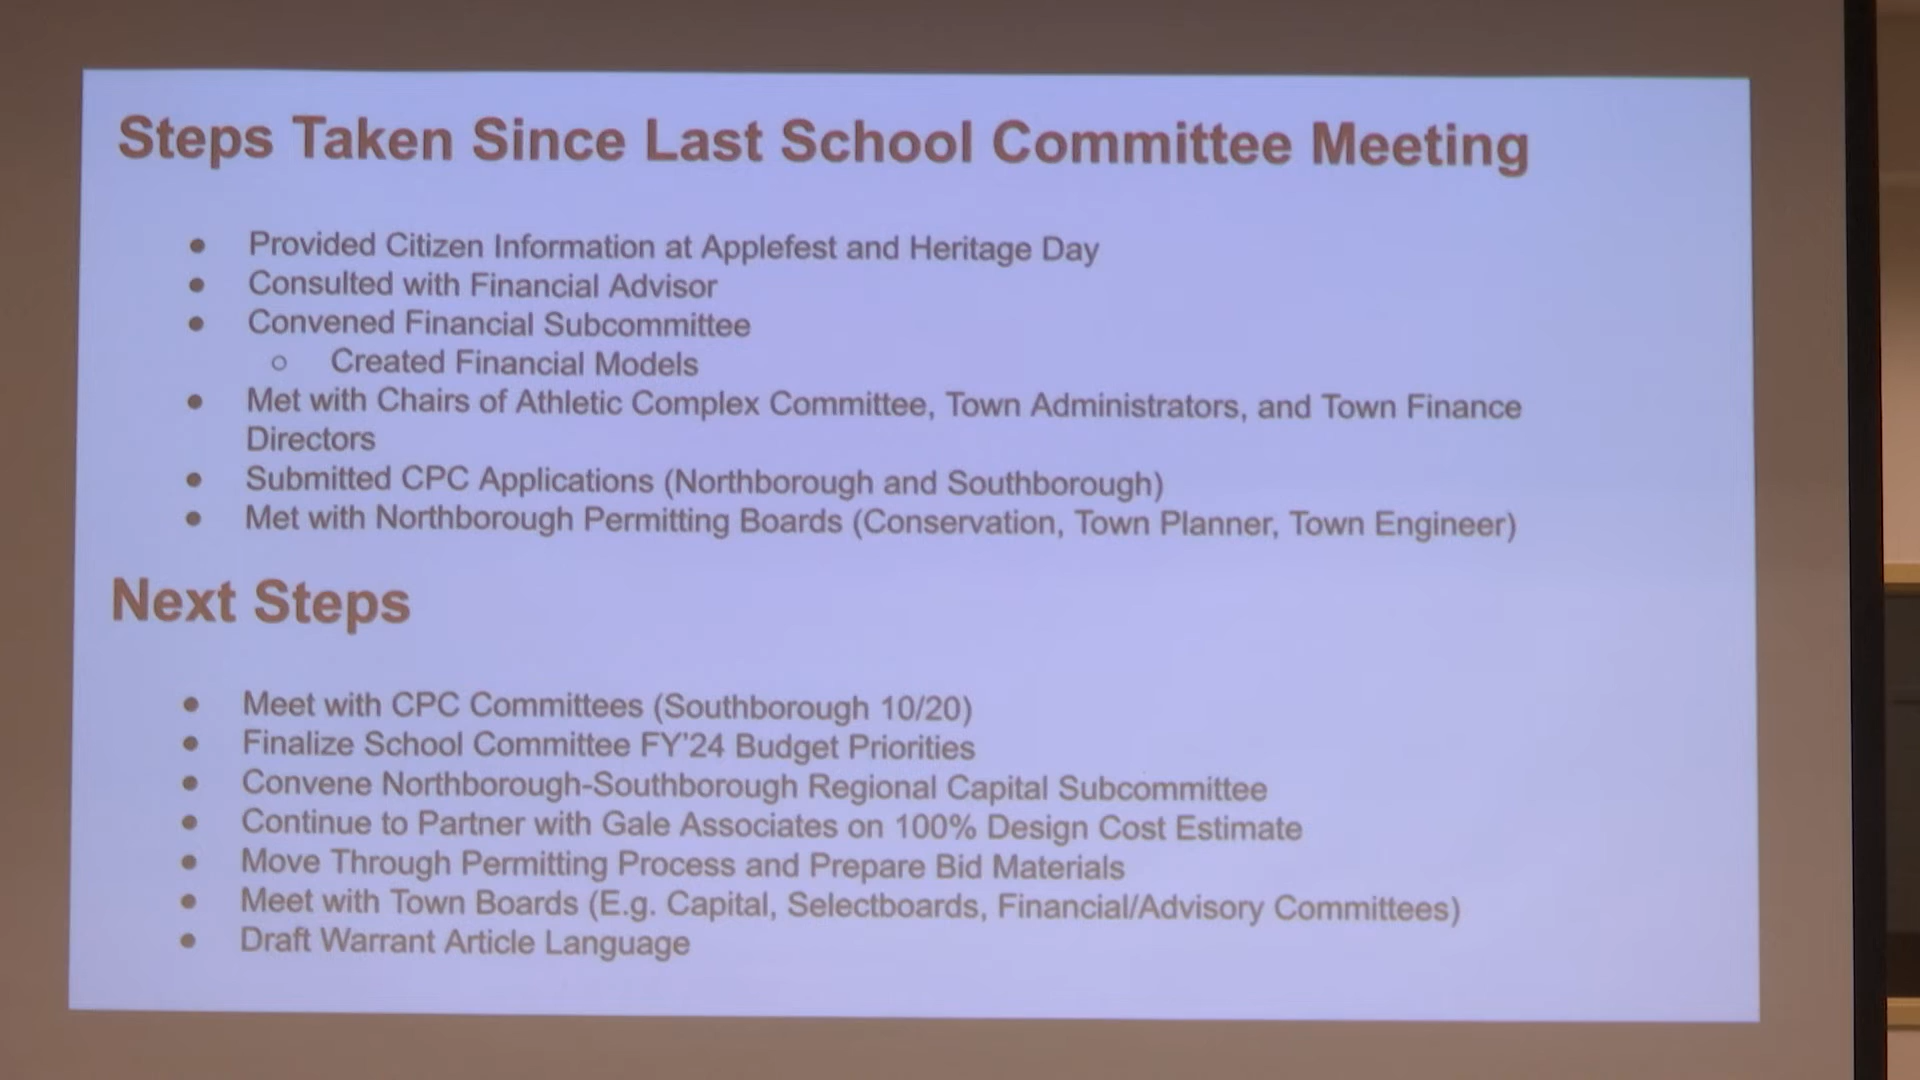 Steps Taken Since Last School Committee Meeting
● Provided Citizen Information at Applefest and Heritage Day
● Consulted with Financial Advisor
● Convened Financial Subcommittee
○ Created Financial Models
● Met with Chairs of Athletic Complex Committee, Town Administrators, and Town Finance
Directors
● Submitted CPC Applications (Northborough and Southborough)
● Met with Northborough Permitting Boards (Conservation, Town Planner, Town Engineer)
Next Steps
● Meet with CPC Committees (Southborough 10/20)
● Finalize School Committee FY'24 Budget Priorities
● Convene Northborough-Southborough Regional Capital Subcommittee
● Continue to Partner with Gale Associates on 100% Design Cost Estimate
● Move Through Permitting Process and Prepare Bid Materials
● Meet with Town Boards (E.g. Capital, Selectboards, Financial/Advisory Committees)
● Draft Warrant Article Language